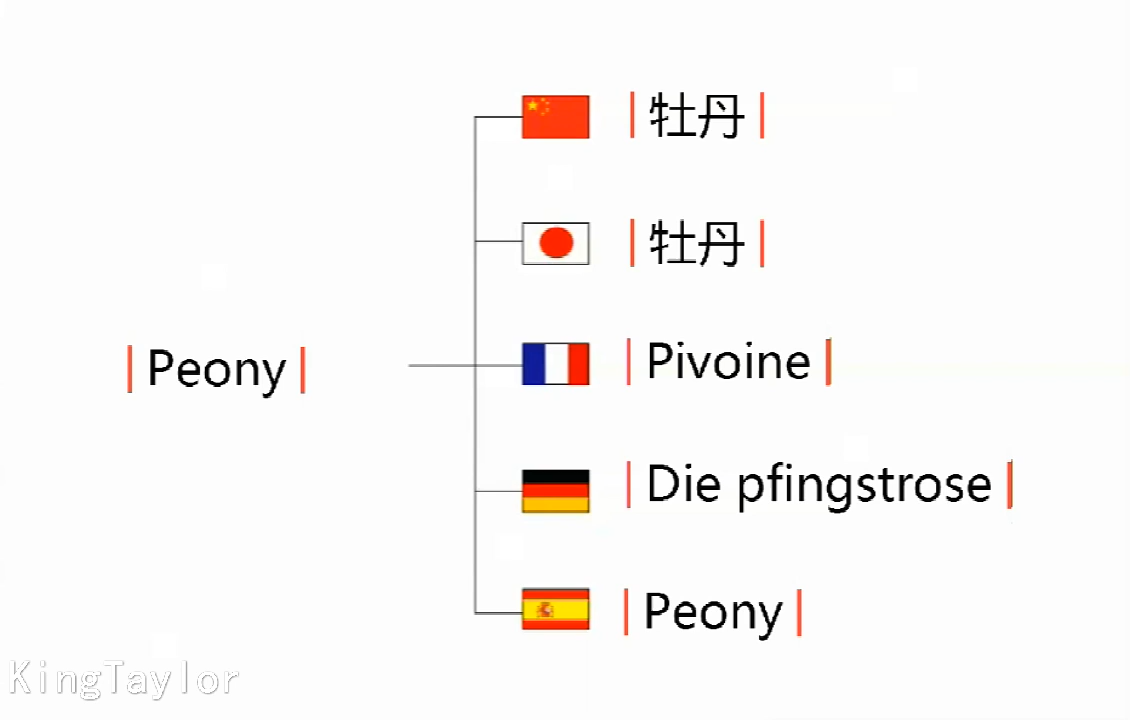 牡丹
牡丹
Peony
Pivoine
Die pfingstrose
Peony
KingTaylor